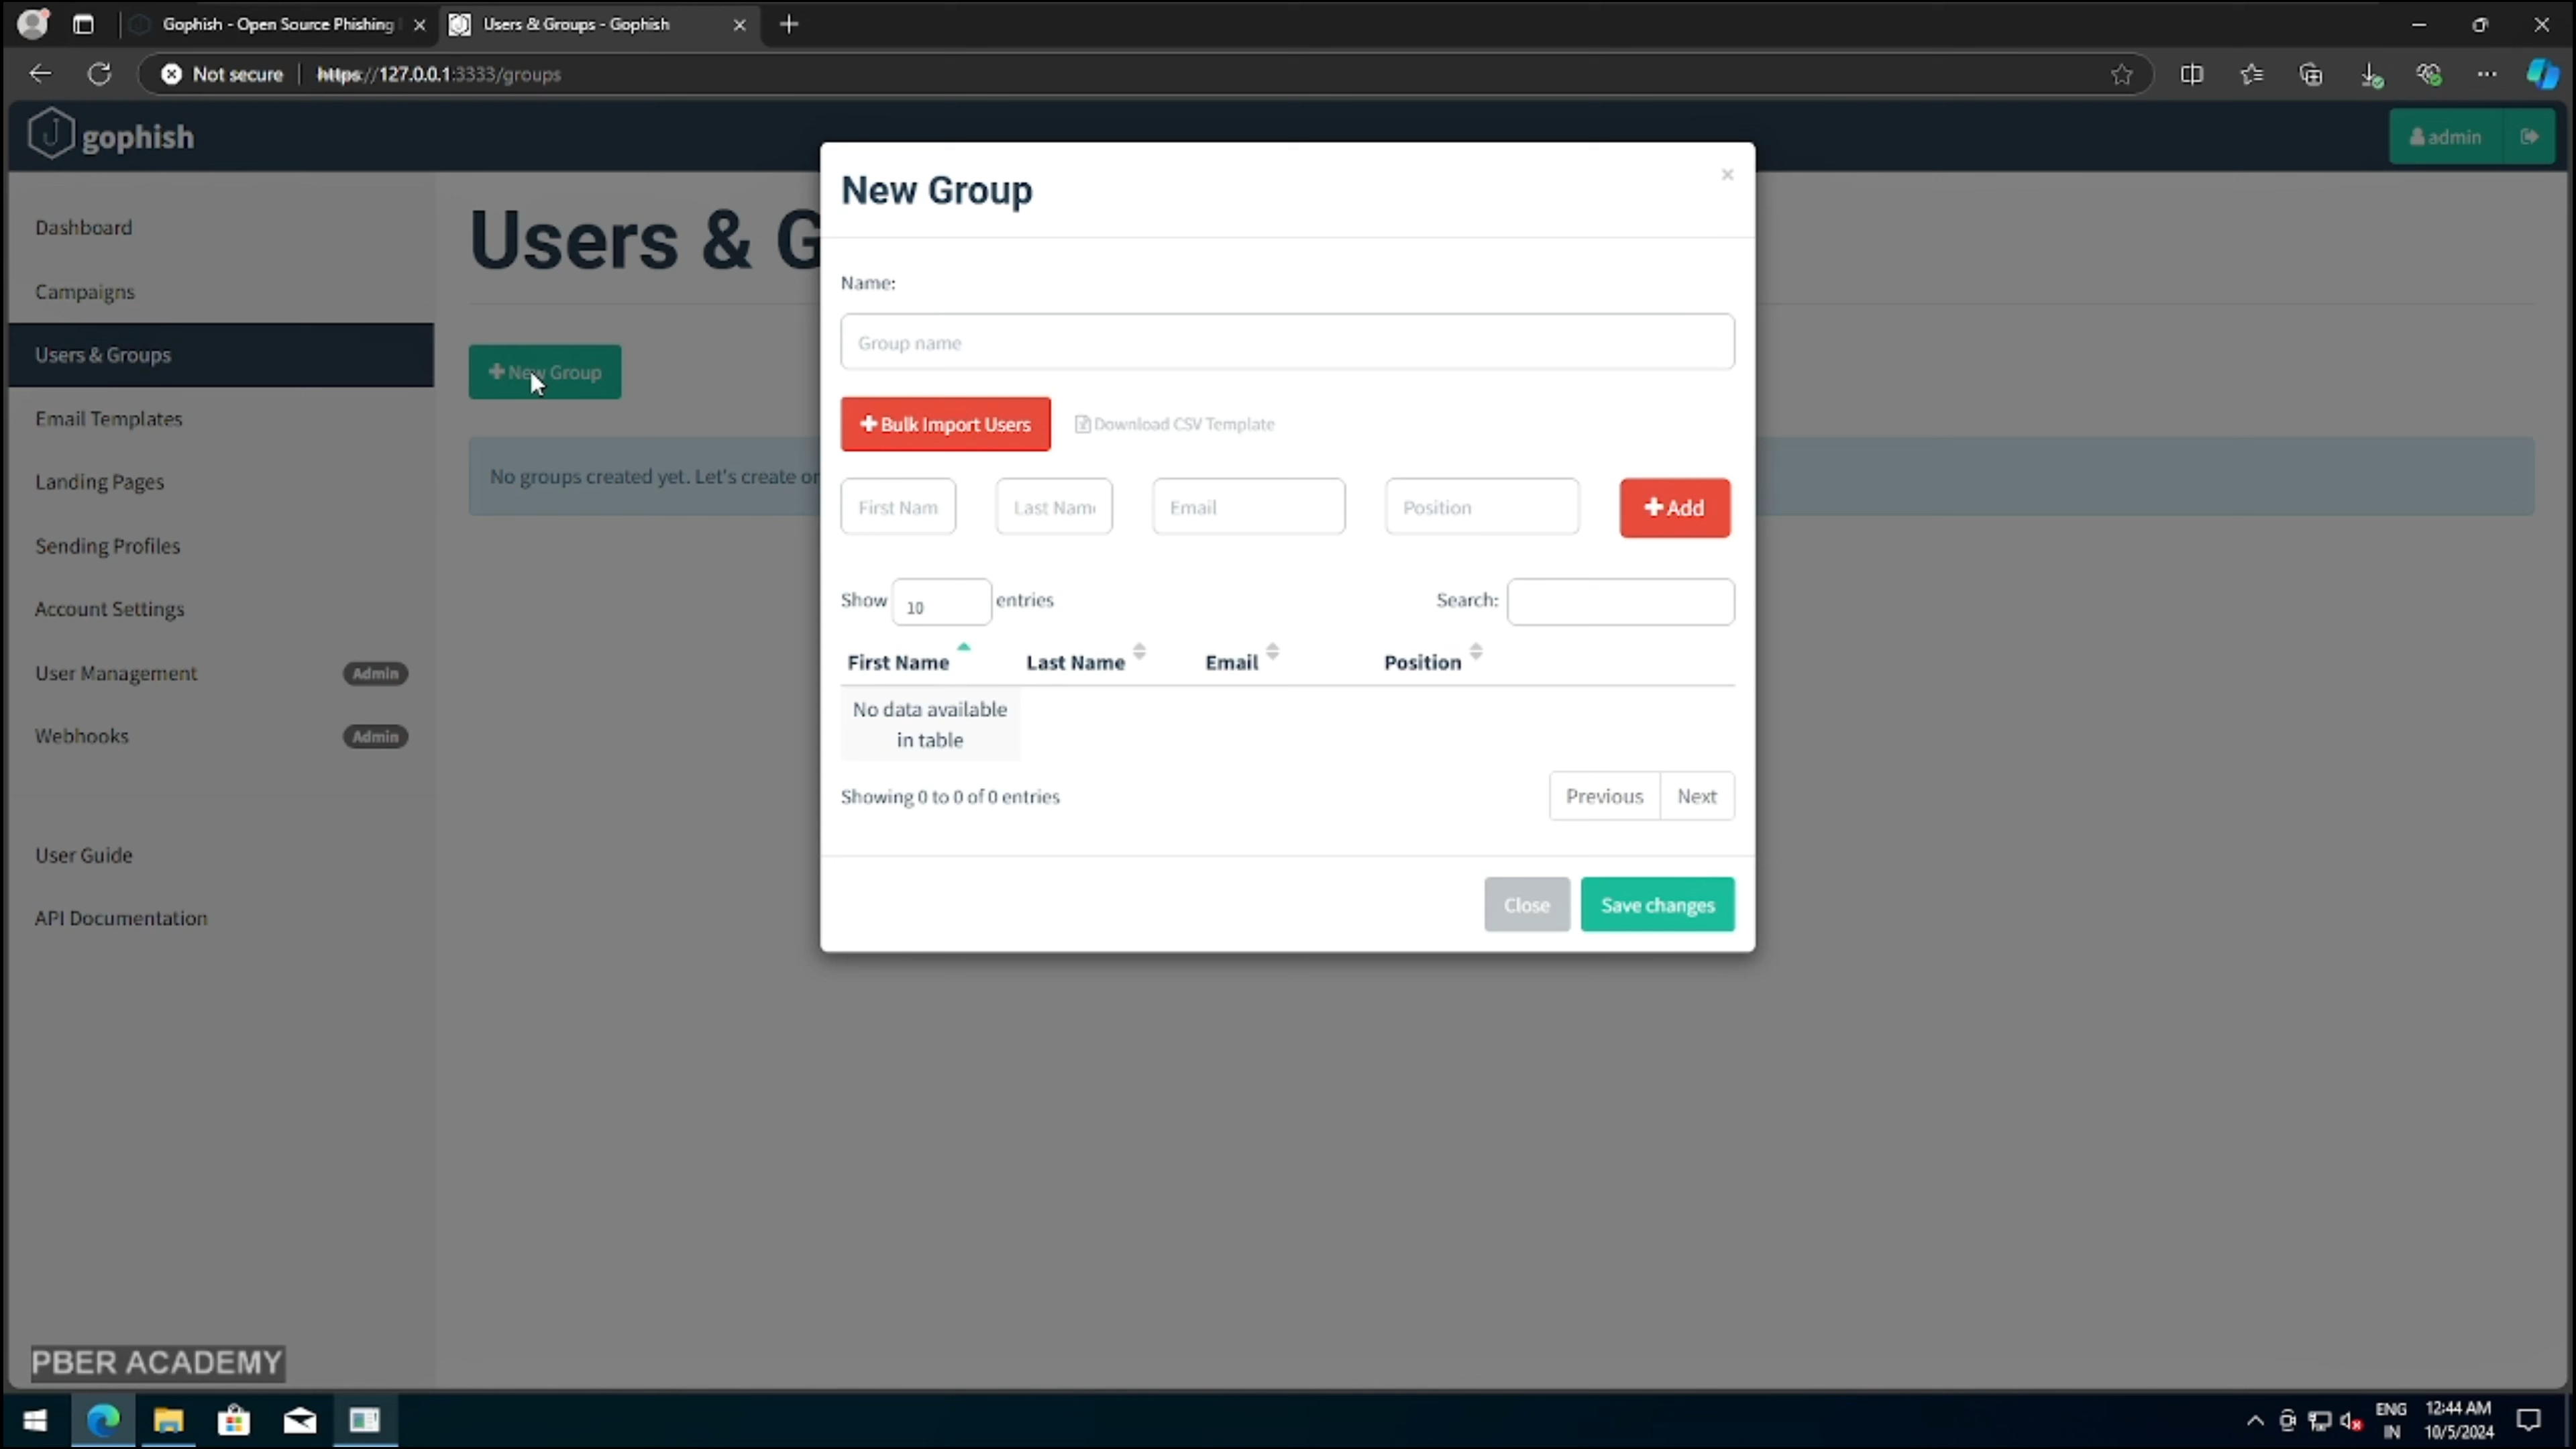 Gophish - Open Source Phishing
Users & Groups - Gophish
Not secure
https://127.0.0.1:3333/groups
gophish
admin
Dashboard
Campaigns
Users & Groups
Email Templates
Landing Pages
Sending Profiles
Account Settings
User Management Admin
Webhooks Admin
User Guide
API Documentation
Users & G
New Group
No groups created yet. Let's create or
New Group
×
Name:
Group name
Bulk Import Users
Download CSV Template
First Nam
Last Name
Email
Position
Add
Show 10 entries
Search:
First Name Last Name Email Position
No data available
in table
Showing 0 to 0 of 0 entries
Previous Next
Close Save changes
PBER ACADEMY
ENG
IN
12:44 AM
10/5/2024